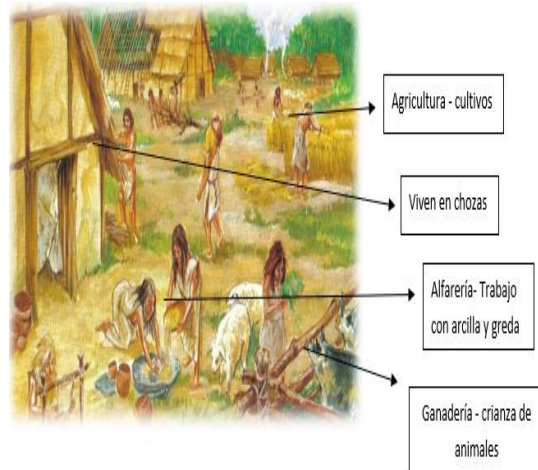 Agricultura - cultivos
Viven en chozas
Alfarería- Trabajo
con arcilla y greda
Ganadería - crianza de
animales